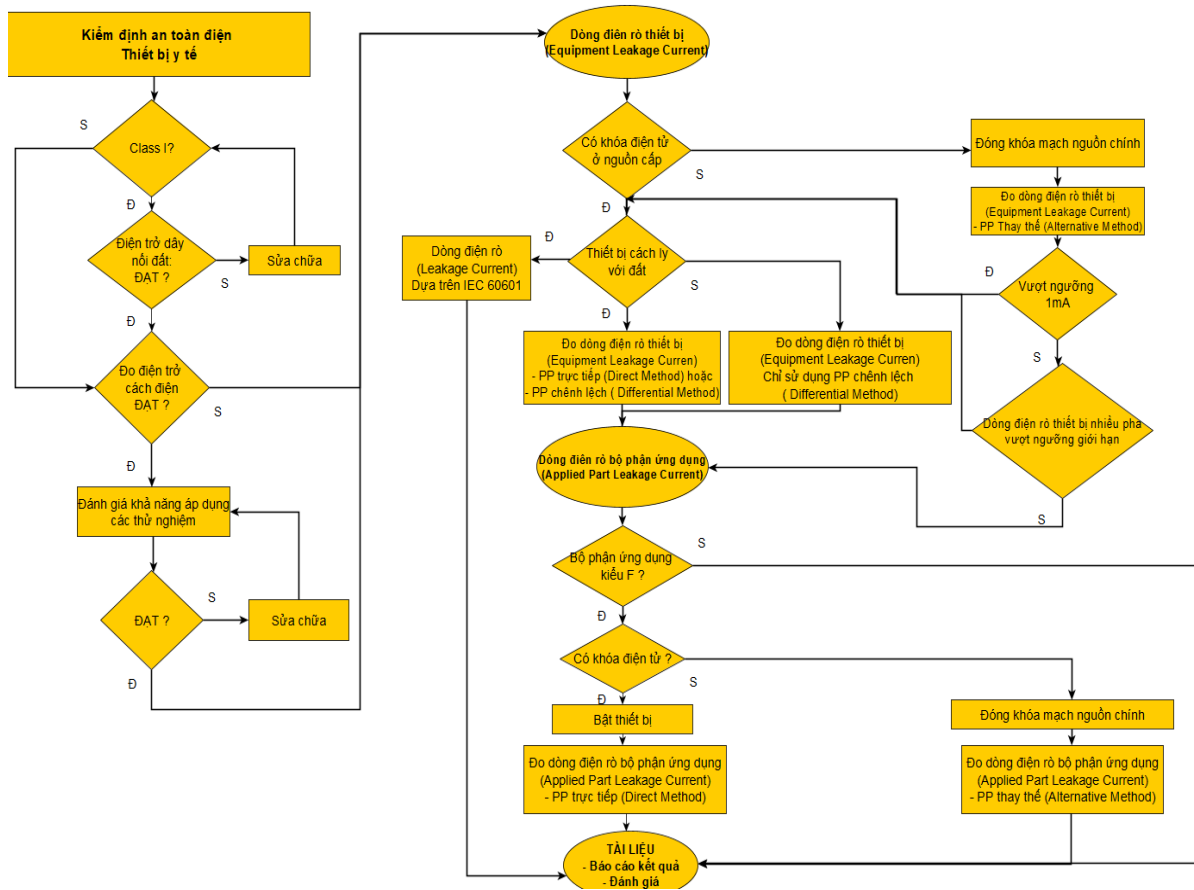 Kiểm định an toàn điện
Thiết bị y tế
S
Class I?
Đ
Điện trở dây
nối đất:
ĐẠT ?
S
Sửa chữa
Đ
Đo điện trở
cách điện
ĐẠT ?
S
Đ
Đánh giá khả năng áp dụng
các thử nghiệm
ĐẠT ?
S
Sửa chữa
Đ
Dòng điên rò thiết bị
(Equipment Leakage Current)
Có khóa điện tử
ở nguồn cấp
S
Đ
Đóng khóa mạch nguồn chính
Đo dòng điện rò thiết bị
(Equipment Leakage Current)
- PP Thay thế (Alternative Method)
Đ
Vượt ngưỡng
1mA
S
Dòng điện rò thiết bị nhiều pha
vượt ngưỡng giới hạn
S
Thiết bị cách ly
với đất
Đ
S
Đ
Dòng điện rò
(Leakage Current)
Dựa trên IEC 60601
Đo dòng điện rò thiết bị
(Equipment Leakage Curren)
- PP trực tiếp (Direct Method) hoặc
- PP chênh lệch ( Differential Method)
Đo dòng điện rò thiết bị
(Equipment Leakage Curren)
Chỉ sử dụng PP chênh lệch
( Differential Method)
Dòng điên rò bộ phận ứng dụng
(Applied Part Leakage Current)
Bộ phận ứng dụng
kiểu F ?
S
Đ
Có khóa điện tử ?
S
Đ
Bật thiết bị
Đo dòng điện rò bộ phận ứng dụng
(Applied Part Leakage Current)
- PP trực tiếp (Direct Method)
Đóng khóa mạch nguồn chính
Đo dòng điện rò bộ phận ứng dụng
(Applied Part Leakage Current)
- PP thay thế (Alternative Method)
TÀI LIỆU
- Báo cáo kết quả
- Đánh giá